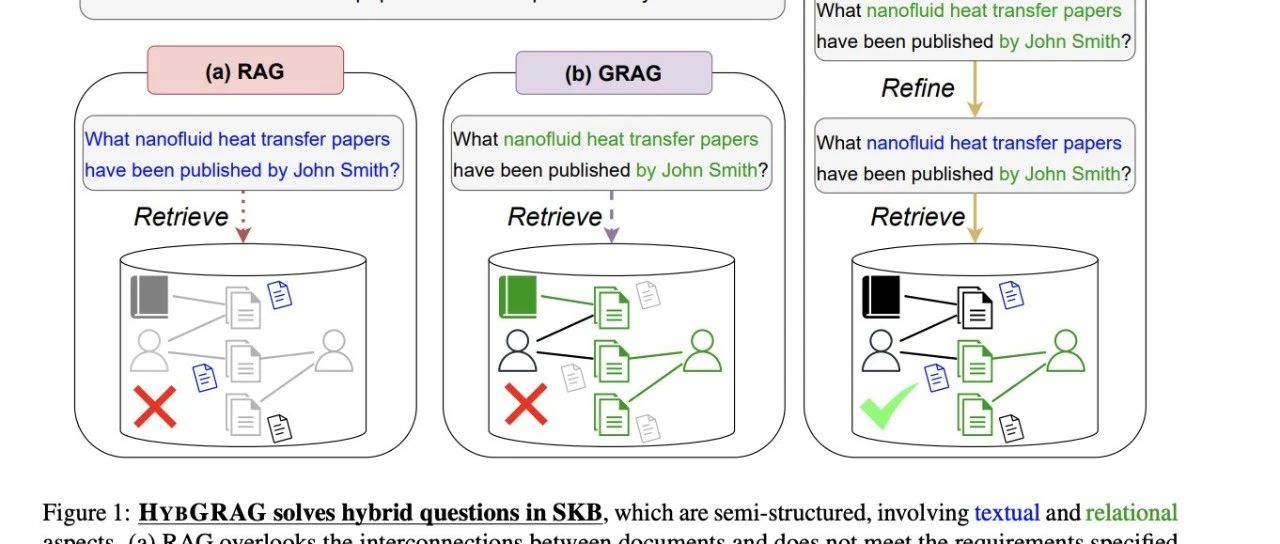 (a) RAG
What nanofluid heat transfer papers
have been published by John Smith?
Retrieve
(b) GRAG
What nanofluid heat transfer papers
have been published by John Smith?
Retrieve
What nanofluid heat transfer papers
have been published by John Smith?
Refine
What nanofluid heat transfer papers
have been published by John Smith?
Retrieve
Figure 1: HYBGRAG solves hybrid questions in SKB, which are semi-structured, involving textual and relational
aspects. (a) RAG overlooks the interconnections between documents and does not meet the requirements specified